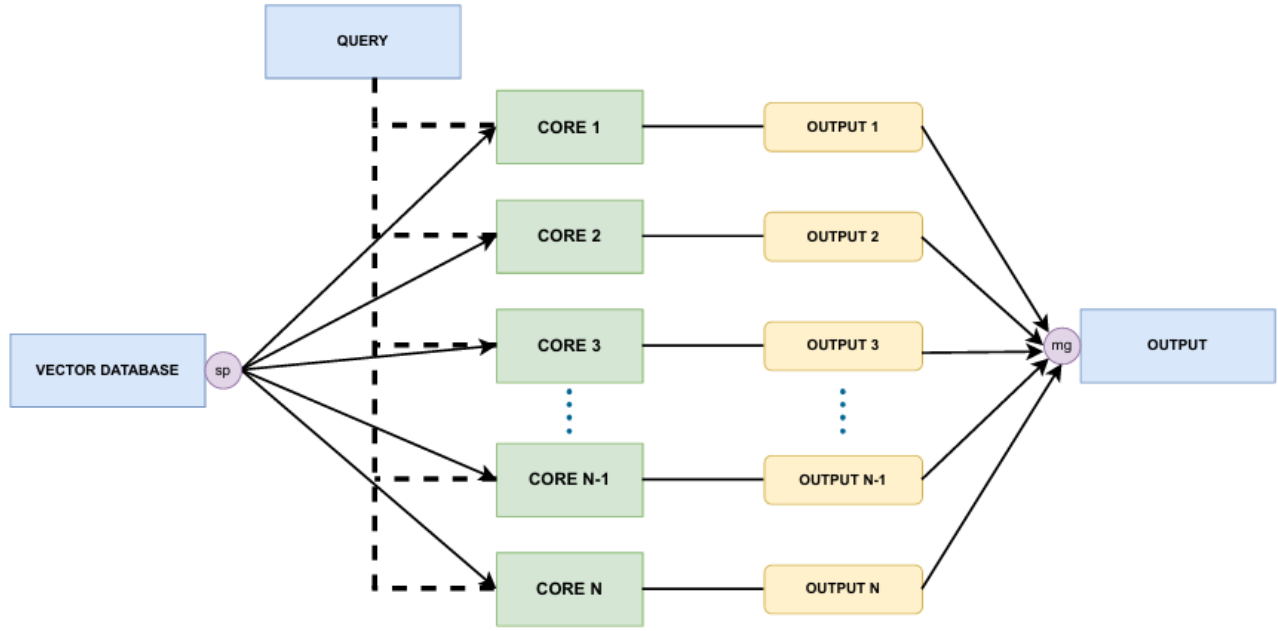 QUERY
CORE 1
OUTPUT 1
CORE 2
OUTPUT 2
CORE 3
OUTPUT 3
VECTOR DATABASE
sp
mg
OUTPUT
CORE N-1
OUTPUT N-1
CORE N
OUTPUT N